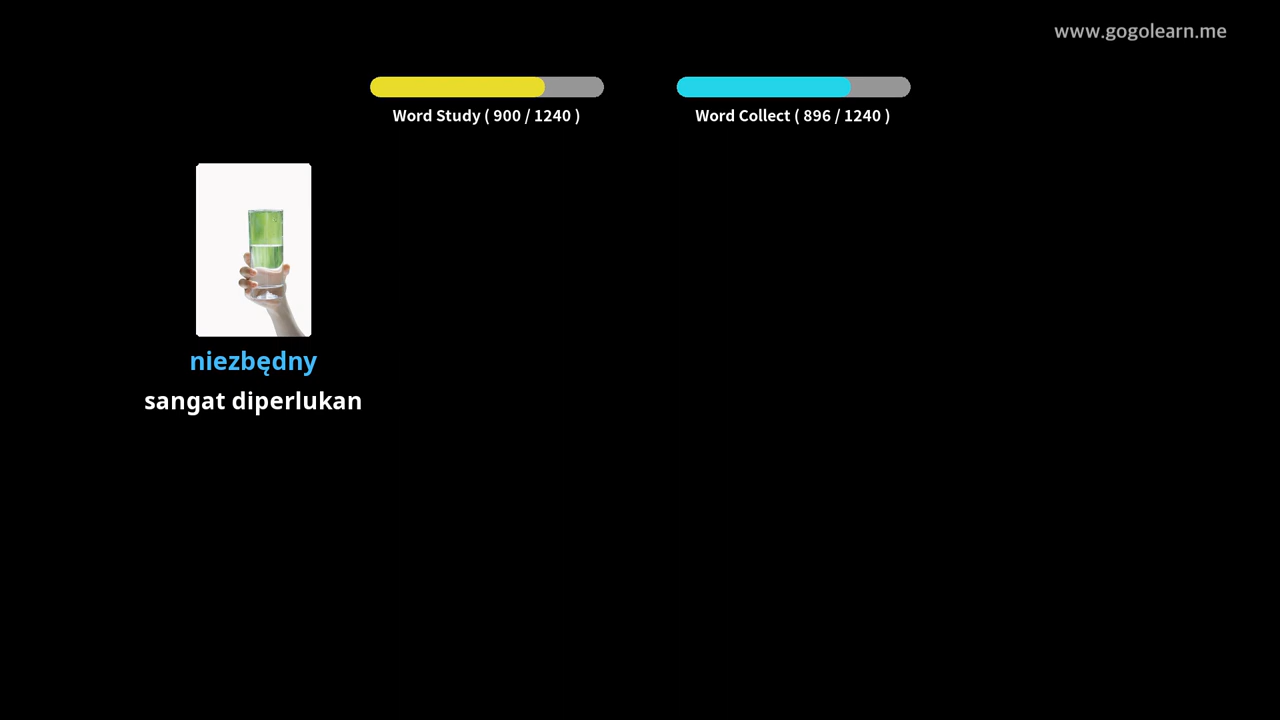 www.gogolearn.me
Word Study ( 900 / 1240 )
Word Collect ( 896 / 1240 )
niezbędny
sangat diperlukan